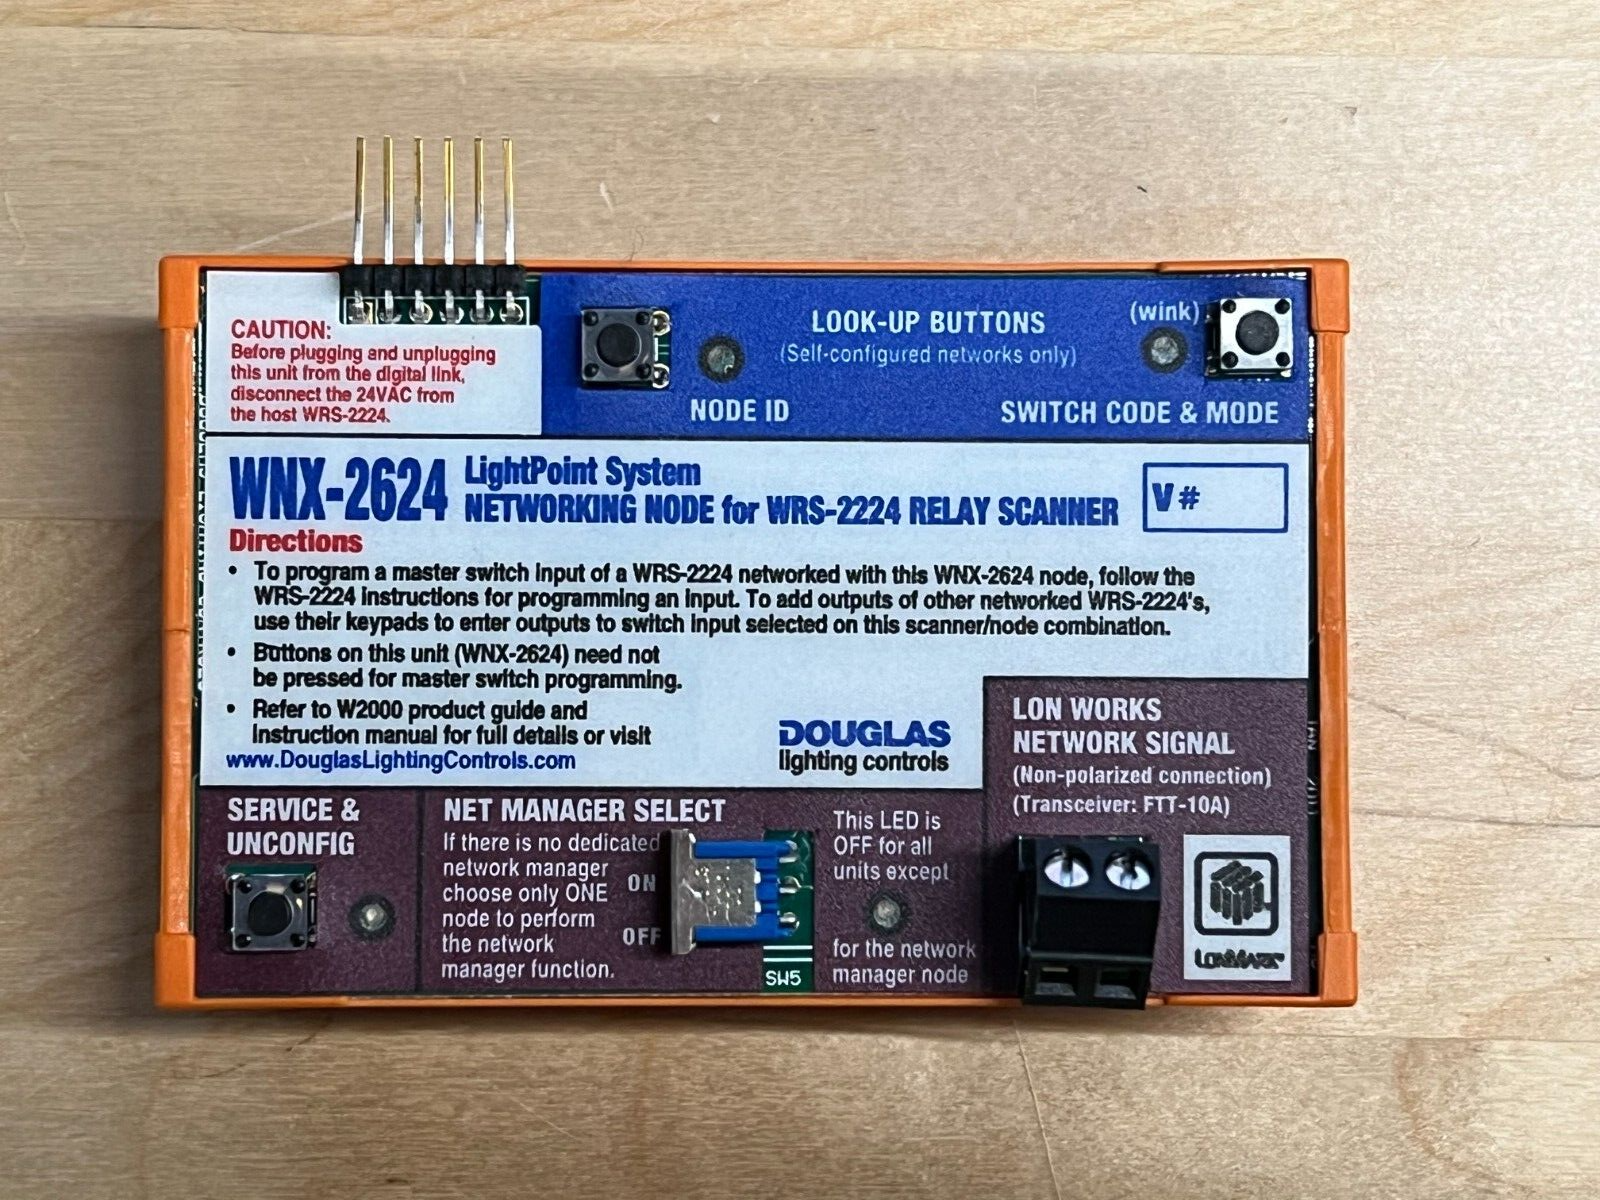 CAUTION:
Before plugging and unplugging
this unit from the digital link,
disconnect the 24VAC from
the host WRS-2224.
LOOK-UP BUTTONS
(Self-configured networks only)
NODE ID
(wink)
SWITCH CODE & MODE
WNX-2624
LightPoint System
NETWORKING NODE for WRS-2224 RELAY SCANNER
V #
Directions
• To program a master switch input of a WRS-2224 networked with this WNX-2624 node, follow the
WRS-2224 instructions for programming an input. To add outputs of other networked WRS-2224's,
use their keypads to enter outputs to switch input selected on this scanner/node combination.
• Buttons on this unit (WNX-2624) need not
be pressed for master switch programming.
• Refer to W2000 product guide and
instruction manual for full details or visit
www.DouglasLightingControls.com
DOUGLAS
lighting controls
LON WORKS
NETWORK SIGNAL
(Non-polarized connection)
(Transceiver: FTT-10A)
LONMARK
SERVICE &
UNCONFIG
NET MANAGER SELECT
If there is no dedicated
network manager
choose only ONE
node to perform
the network
manager function.
ON
OFF
SW5
This LED is
OFF for all
units except
for the network
manager node